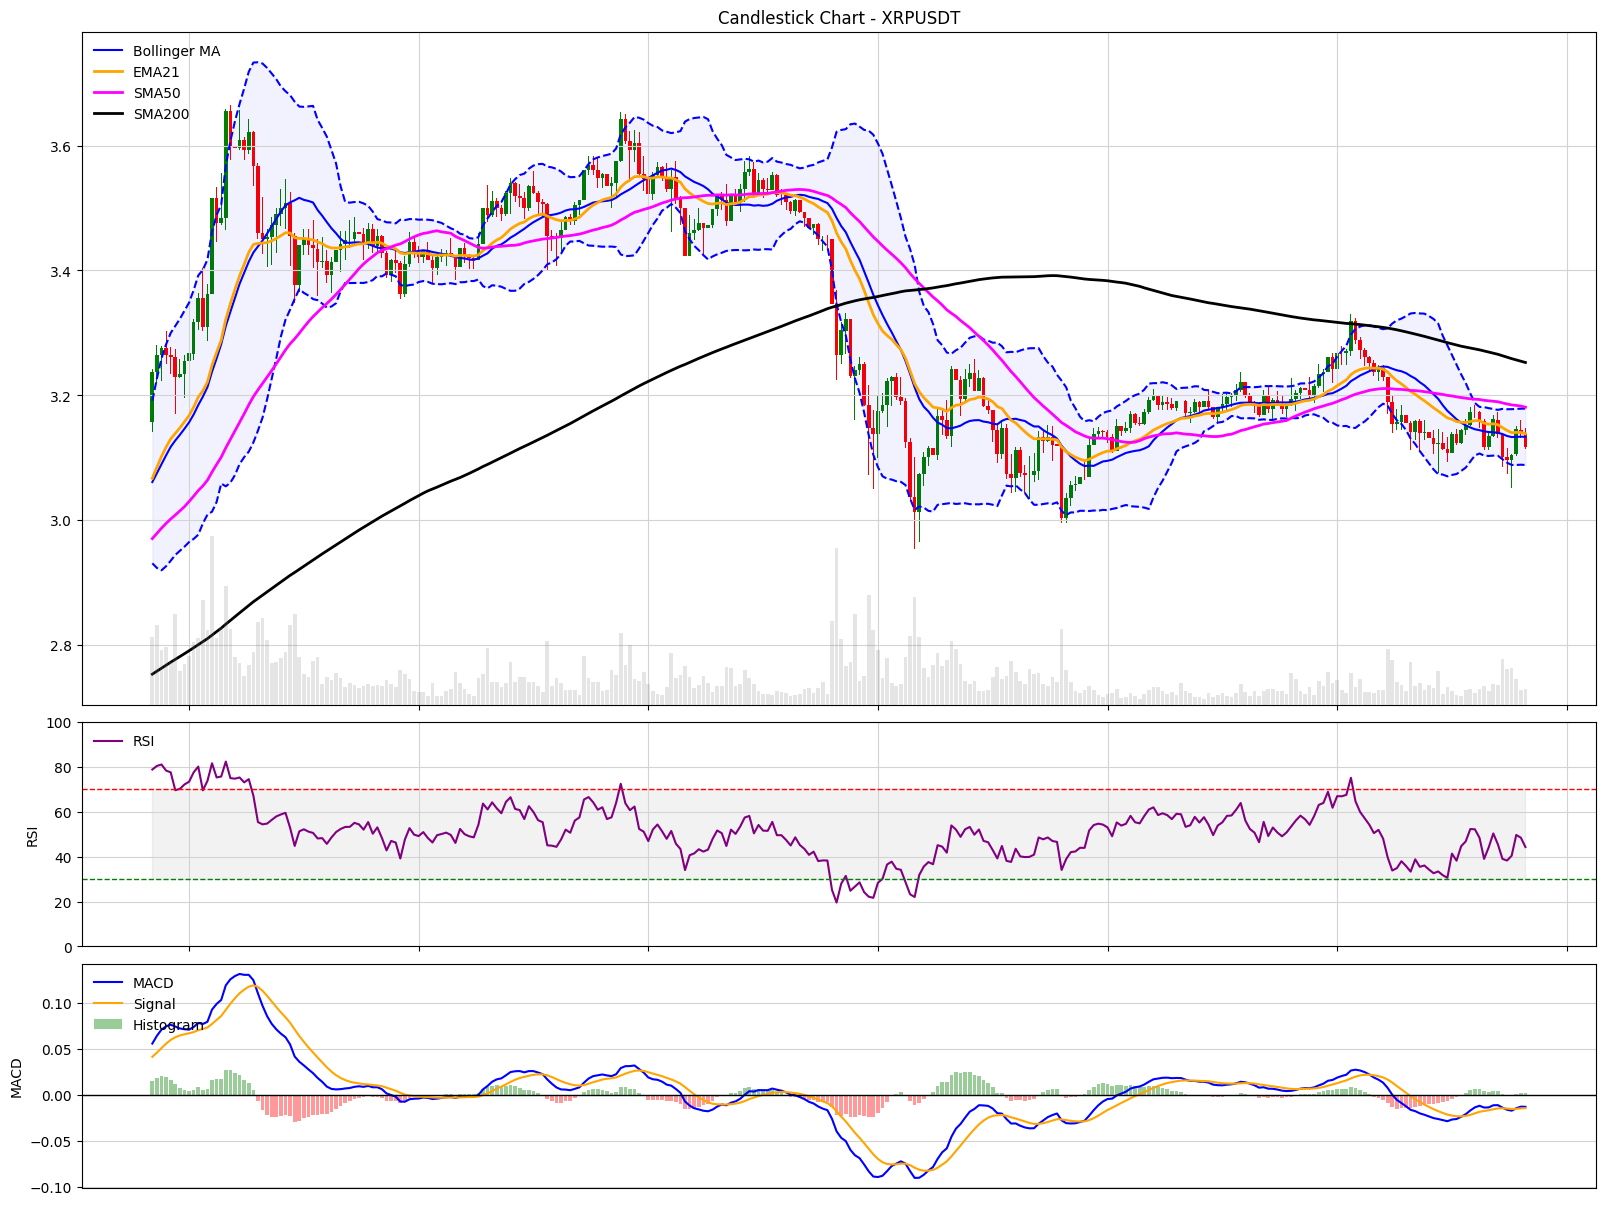 Candlestick Chart - XRPUSDT
Bollinger MA
EMA21
SMA50
SMA200
3.6
3.4
3.2
3.0
2.8
RSI
100
80
60
40
20
0
RSI
MACD
Signal
Histogram
0.10
0.05
0.00
−0.05
−0.10
MACD